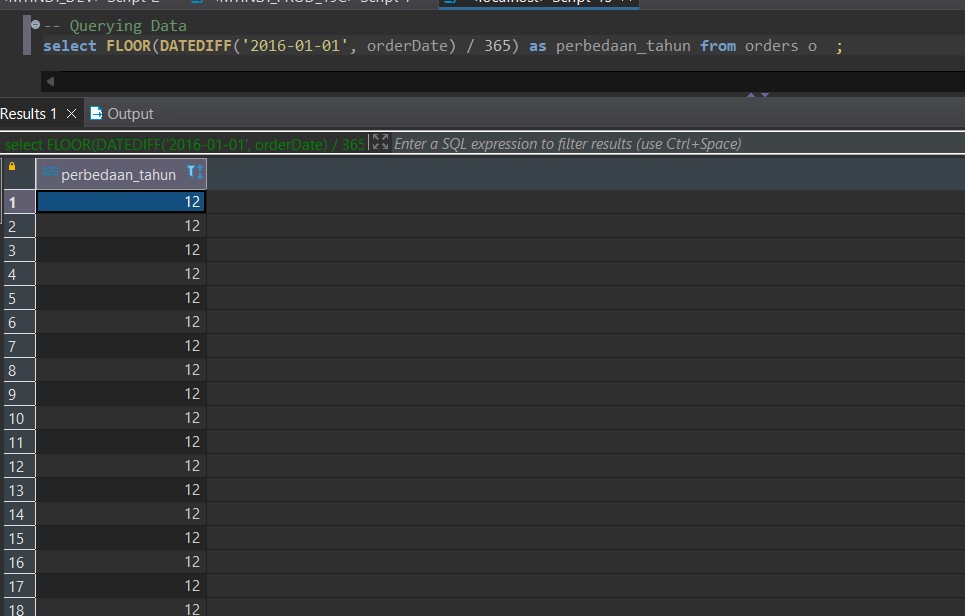 -- Querying Data
select FLOOR(DATEDIFF('2016-01-01', orderDate) / 365) as perbedaan_tahun from orders o  ;
Results 1
Output
select FLOOR(DATEDIFF('2016-01-01', orderDate) / 365
Enter a SQL expression to filter results (use Ctrl+Space)
123 perbedaan_tahun
1 12
2 12
3 12
4 12
5 12
6 12
7 12
8 12
9 12
10 12
11 12
12 12
13 12
14 12
15 12
16 12
17 12
18 12